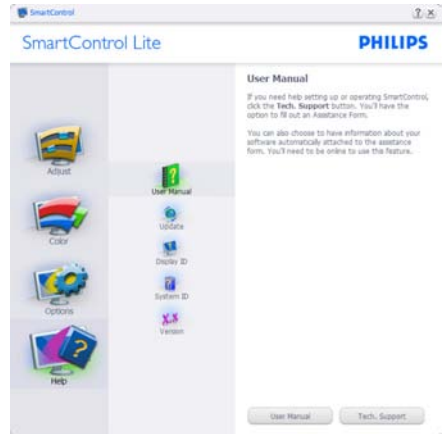 SmartControl
SmartControl Lite
PHILIPS
Adjust
Color
Options
Help
User Manual
Update
Display ID
System ID
Version
User Manual
If you need help setting up or operating SmartControl,
click the Tech. Support button. You'll have the
option to fill out an Assistance Form.
You can also choose to have information about your
software automatically attached to the assistance
form. You'll need to be online to use this feature.
User Manual
Tech. Support